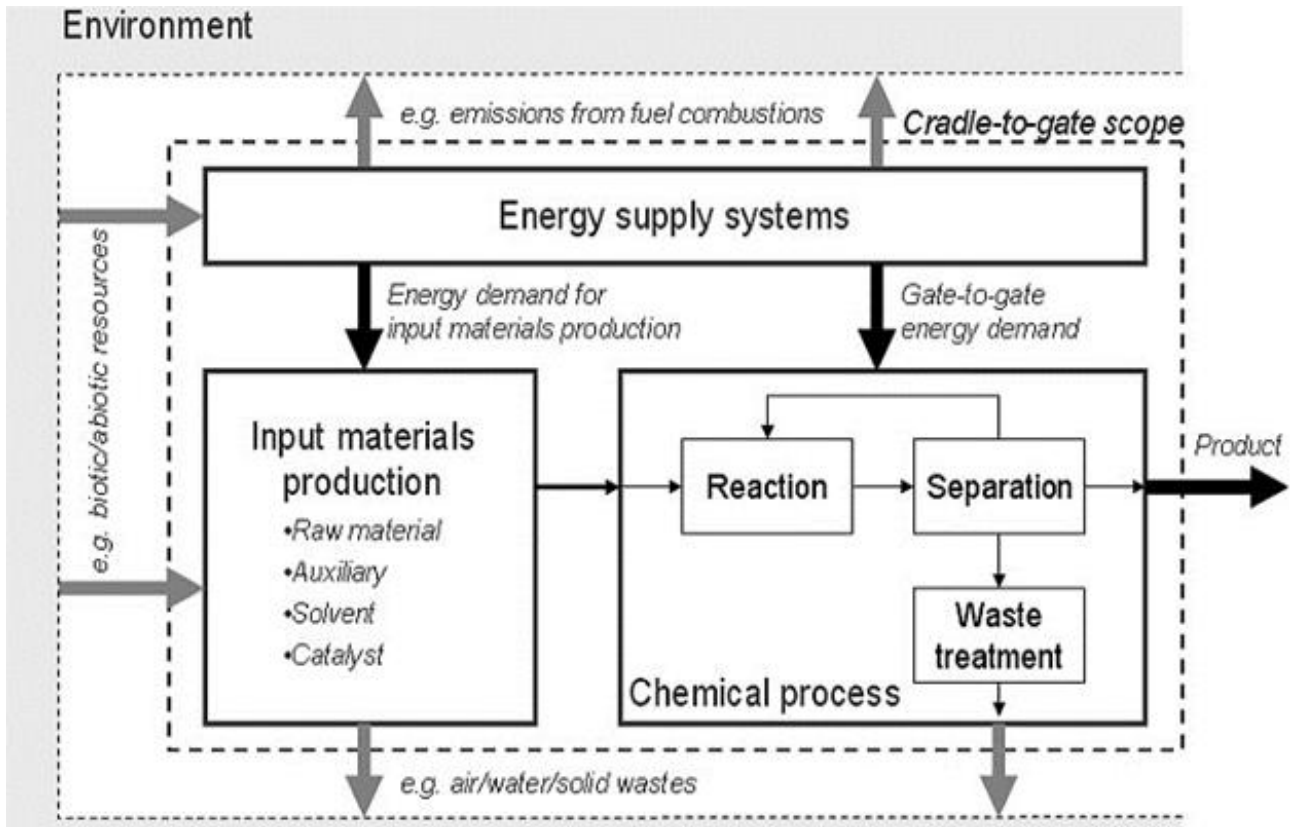 Environment
e.g. emissions from fuel combustions
Cradle-to-gate scope
Energy supply systems
e.g. biotic/abiotic resources
Energy demand for
input materials production
Gate-to-gate
energy demand
Input materials
production
•Raw material
•Auxiliary
•Solvent
•Catalyst
Reaction
Separation
Product
Waste
treatment
Chemical process
e.g. air/water/solid wastes